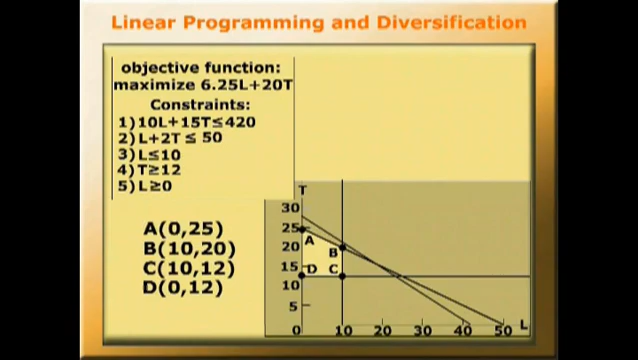 Linear Programming and Diversification
objective function:
maximize 6.25L+20T
Constraints:
1)10L+15T≤420
2)L+2T ≤ 50
3)L≤10
4)T≥12
5)L≥0
A(0,25)
B(10,20)
C(10,12)
D(0,12)
T
30
25
A
20
B
15
D
C
10
5
0 10 20 30 40 50 L